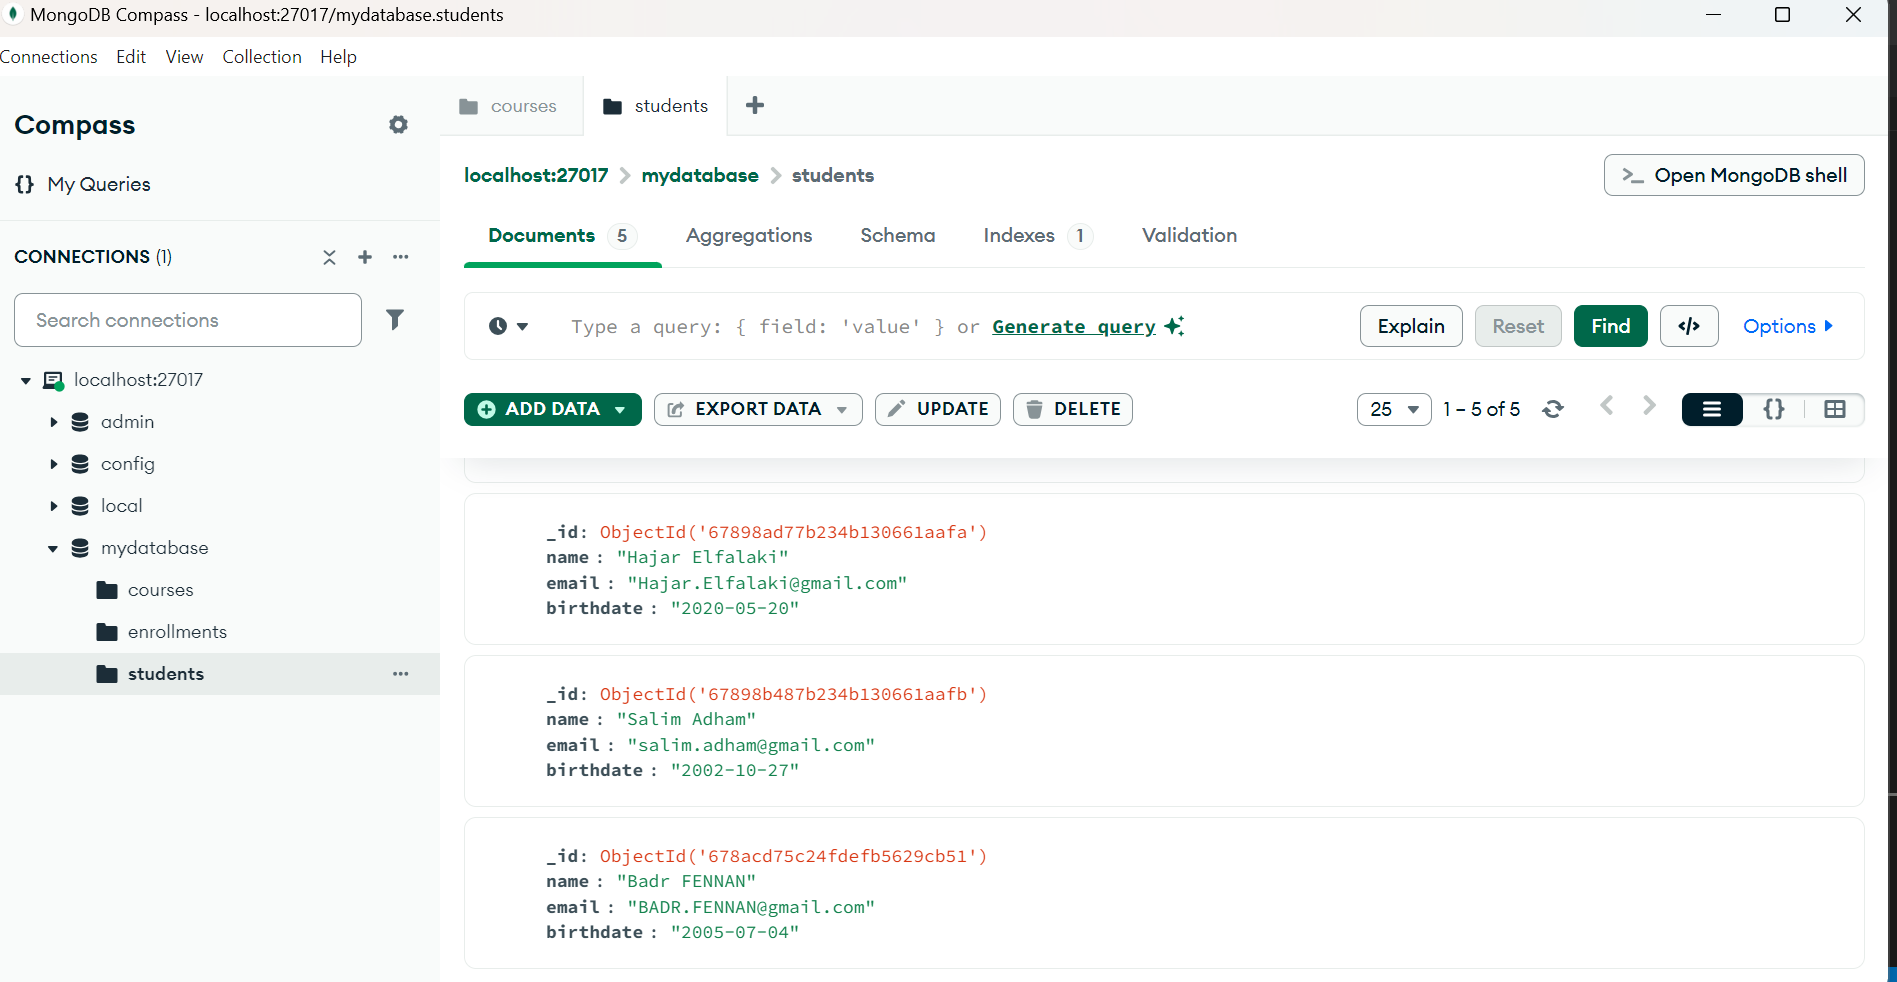 MongoDB Compass - localhost:27017/mydatabase.students
Connections Edit View Collection Help
Compass
{} My Queries
CONNECTIONS (1)
Search connections
localhost:27017
admin
config
local
mydatabase
courses
enrollments
students
courses students
localhost:27017 > mydatabase > students
>_ Open MongoDB shell
Documents 5 Aggregations Schema Indexes 1 Validation
Type a query: { field: 'value' } or Generate query
Explain Reset Find </> Options
ADD DATA EXPORT DATA UPDATE DELETE
25 1 – 5 of 5 {}
_id: ObjectId('67898ad77b234b130661aafa')
name : "Hajar Elfalaki"
email : "Hajar.Elfalaki@gmail.com"
birthdate : "2020-05-20"
_id: ObjectId('67898b487b234b130661aafb')
name : "Salim Adham"
email : "salim.adham@gmail.com"
birthdate : "2002-10-27"
_id: ObjectId('678acd75c24fdefb5629cb51')
name : "Badr FENNAN"
email : "BADR.FENNAN@gmail.com"
birthdate : "2005-07-04"